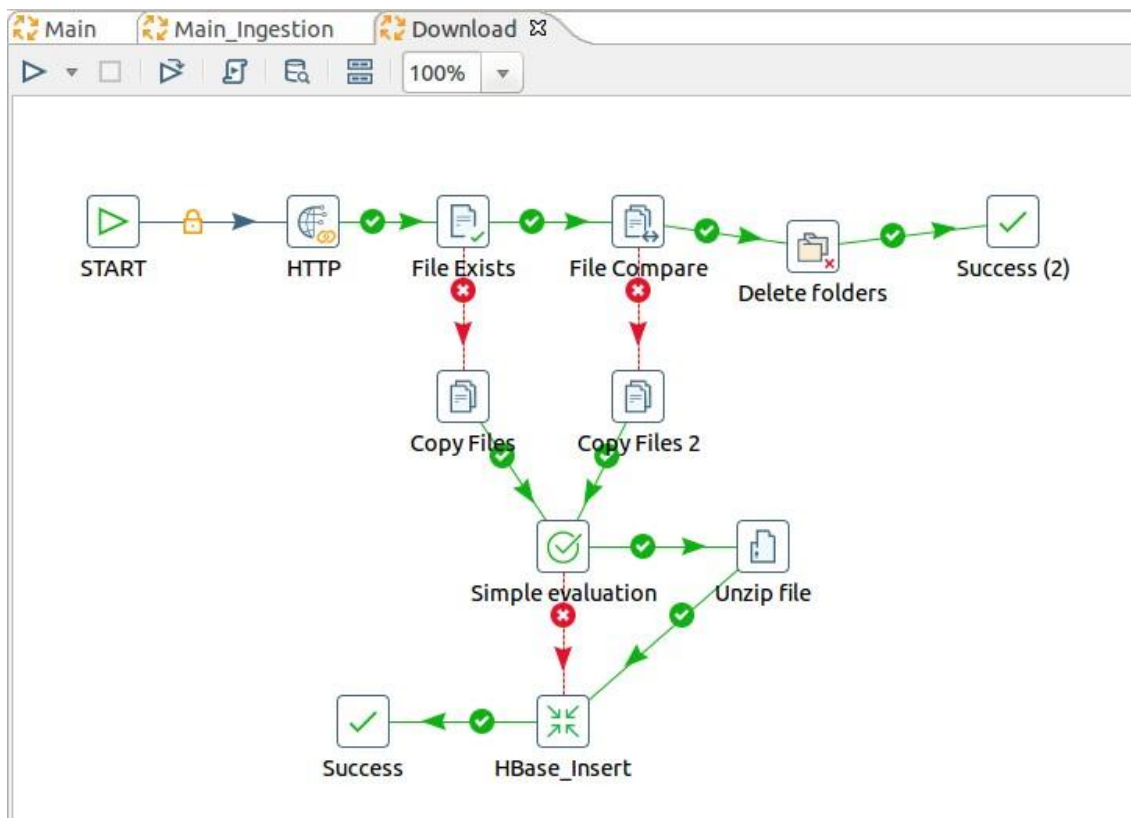 Main
Main_Ingestion
Download
100%
START
HTTP
File Exists
File Compare
Delete folders
Success (2)
Copy Files
Copy Files 2
Simple evaluation
Unzip file
Success
HBase_Insert